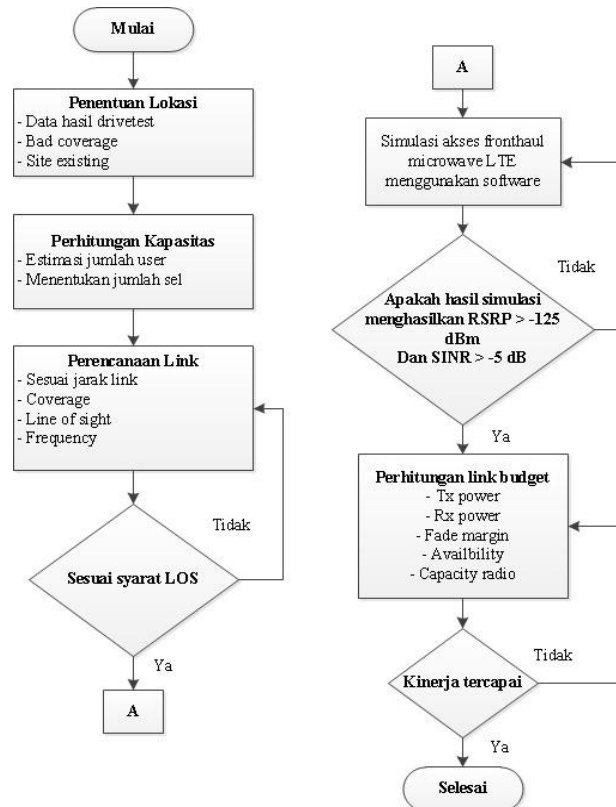 Mulai
Penentuan Lokasi
- Data hasil drivetest
- Bad coverage
- Site existing
Perhitungan Kapasitas
- Estimasi jumlah user
- Menentukan jumlah sel
Perencanaan Link
- Sesuai jarak link
- Coverage
- Line of sight
- Frequency
Tidak
Sesuai syarat LOS
Ya
A
A
Simulasi akses fronthaul
microwave LTE
menggunakan software
Tidak
Apakah hasil simulasi
menghasilkan RSRP > -125
dBm
Dan SINR > -5 dB
Ya
Perhitungan link budget
- Tx power
- Rx power
- Fade margin
- Availbility
- Capacity radio
Tidak
Kinerja tercapai
Ya
Selesai